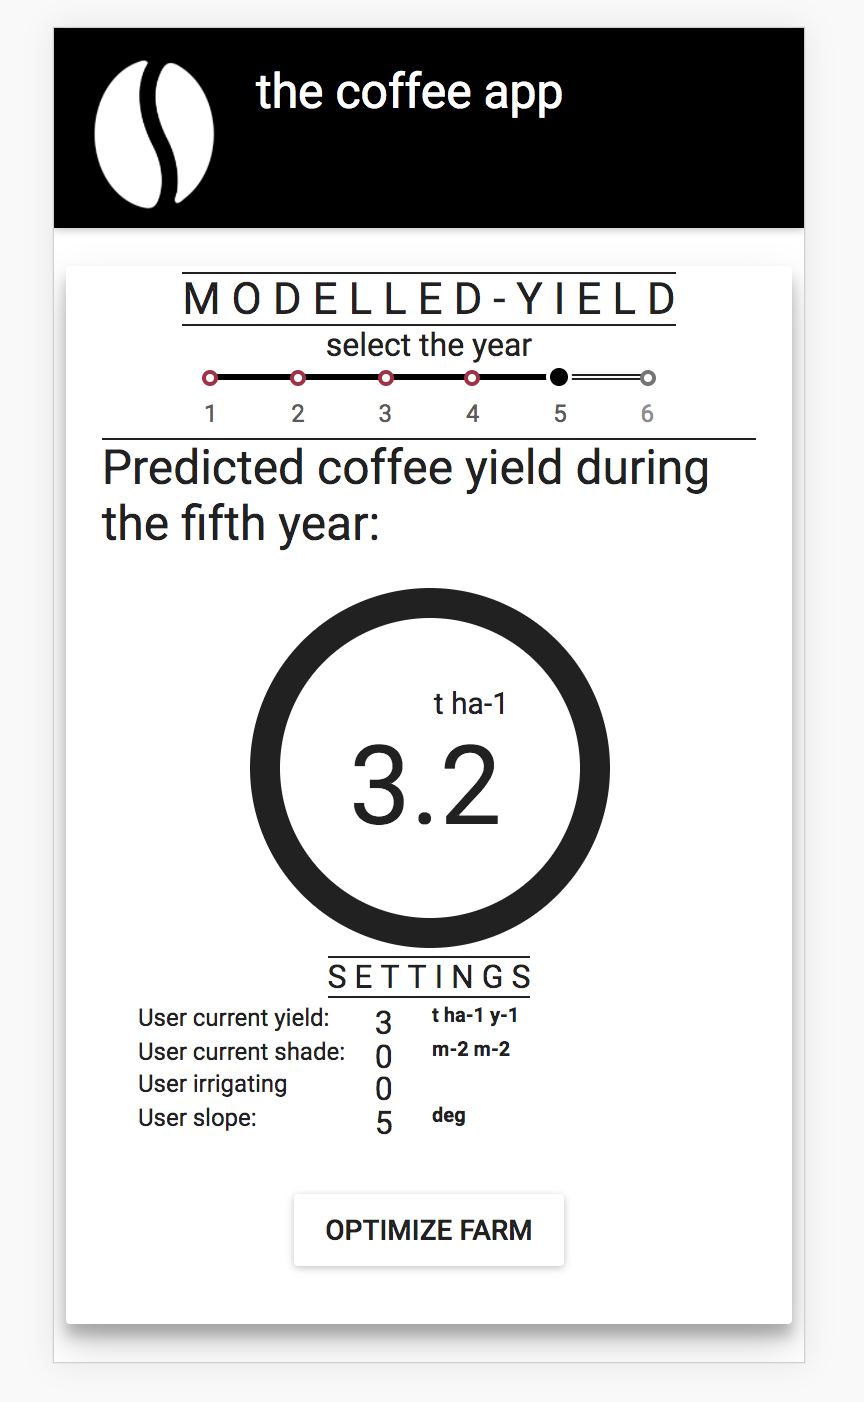 the coffee app
MODELLED-YIELD
select the year
1 2 3 4 5 6
Predicted coffee yield during
the fifth year:
t ha-1
3.2
SETTINGS
User current yield: 3 t ha-1 y-1
User current shade: 0 m-2 m-2
User irrigating 0
User slope: 5 deg
OPTIMIZE FARM